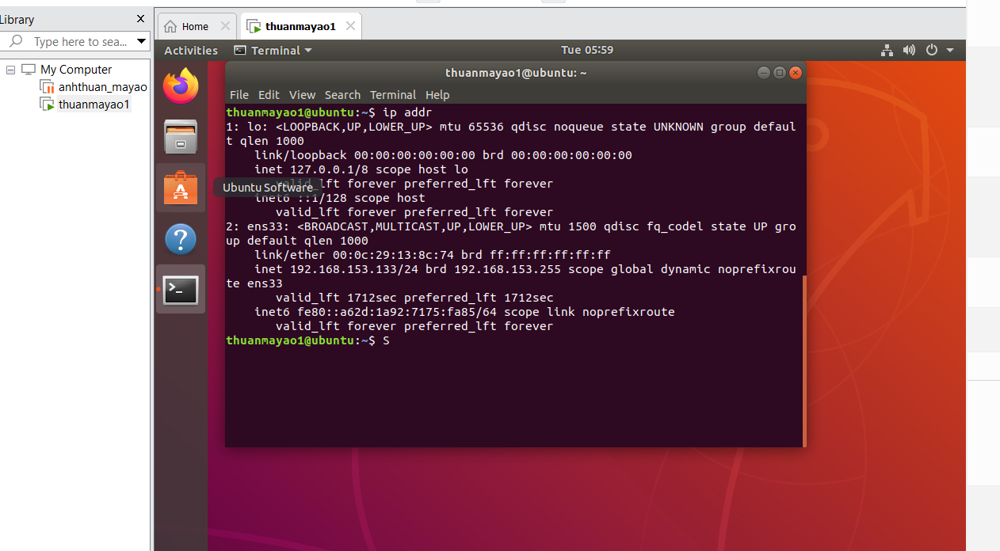 Library
Type here to sea...
My Computer
anhthuan_mayao
thuanmayao1
Home
thuanmayao1
Activities
Terminal
Tue 05:59
thuanmayao1@ubuntu: ~
File Edit View Search Terminal Help
thuanmayao1@ubuntu:~$ ip addr
1: lo: <LOOPBACK,UP,LOWER_UP> mtu 65536 qdisc noqueue state UNKNOWN group defaul
t qlen 1000
link/loopback 00:00:00:00:00:00 brd 00:00:00:00:00:00
inet 127.0.0.1/8 scope host lo
valid_lft forever preferred_lft forever
Ubuntu Software
inet6 ::1/128 scope host
valid_lft forever preferred_lft forever
2: ens33: <BROADCAST,MULTICAST,UP,LOWER_UP> mtu 1500 qdisc fq_codel state UP gro
up default qlen 1000
link/ether 00:0c:29:13:8c:74 brd ff:ff:ff:ff:ff:ff
inet 192.168.153.133/24 brd 192.168.153.255 scope global dynamic noprefixrou
te ens33
valid_lft 1712sec preferred_lft 1712sec
inet6 fe80::a62d:1a92:7175:fa85/64 scope link noprefixroute
valid_lft forever preferred_lft forever
thuanmayao1@ubuntu:~$ S